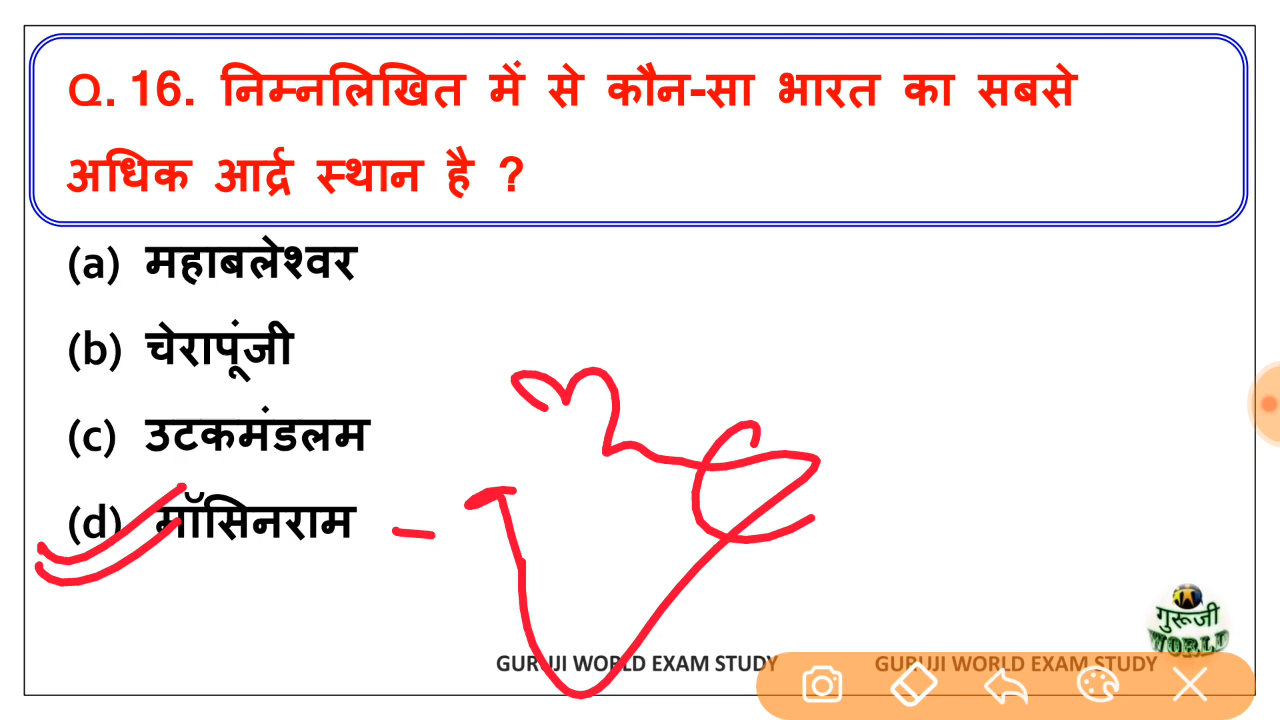 Q. 16. निम्नलिखित में से कौन-सा भारत का सबसे
अधिक आर्द्र स्थान है ?
(a) महाबलेश्वर
(b) चेरापूंजी
(c) उटकमंडलम
(d) मॉसिनराम
गुरूजी
WORLD
GURUJI WORLD EXAM STUDY
GURUJI WORLD EXAM STUDY